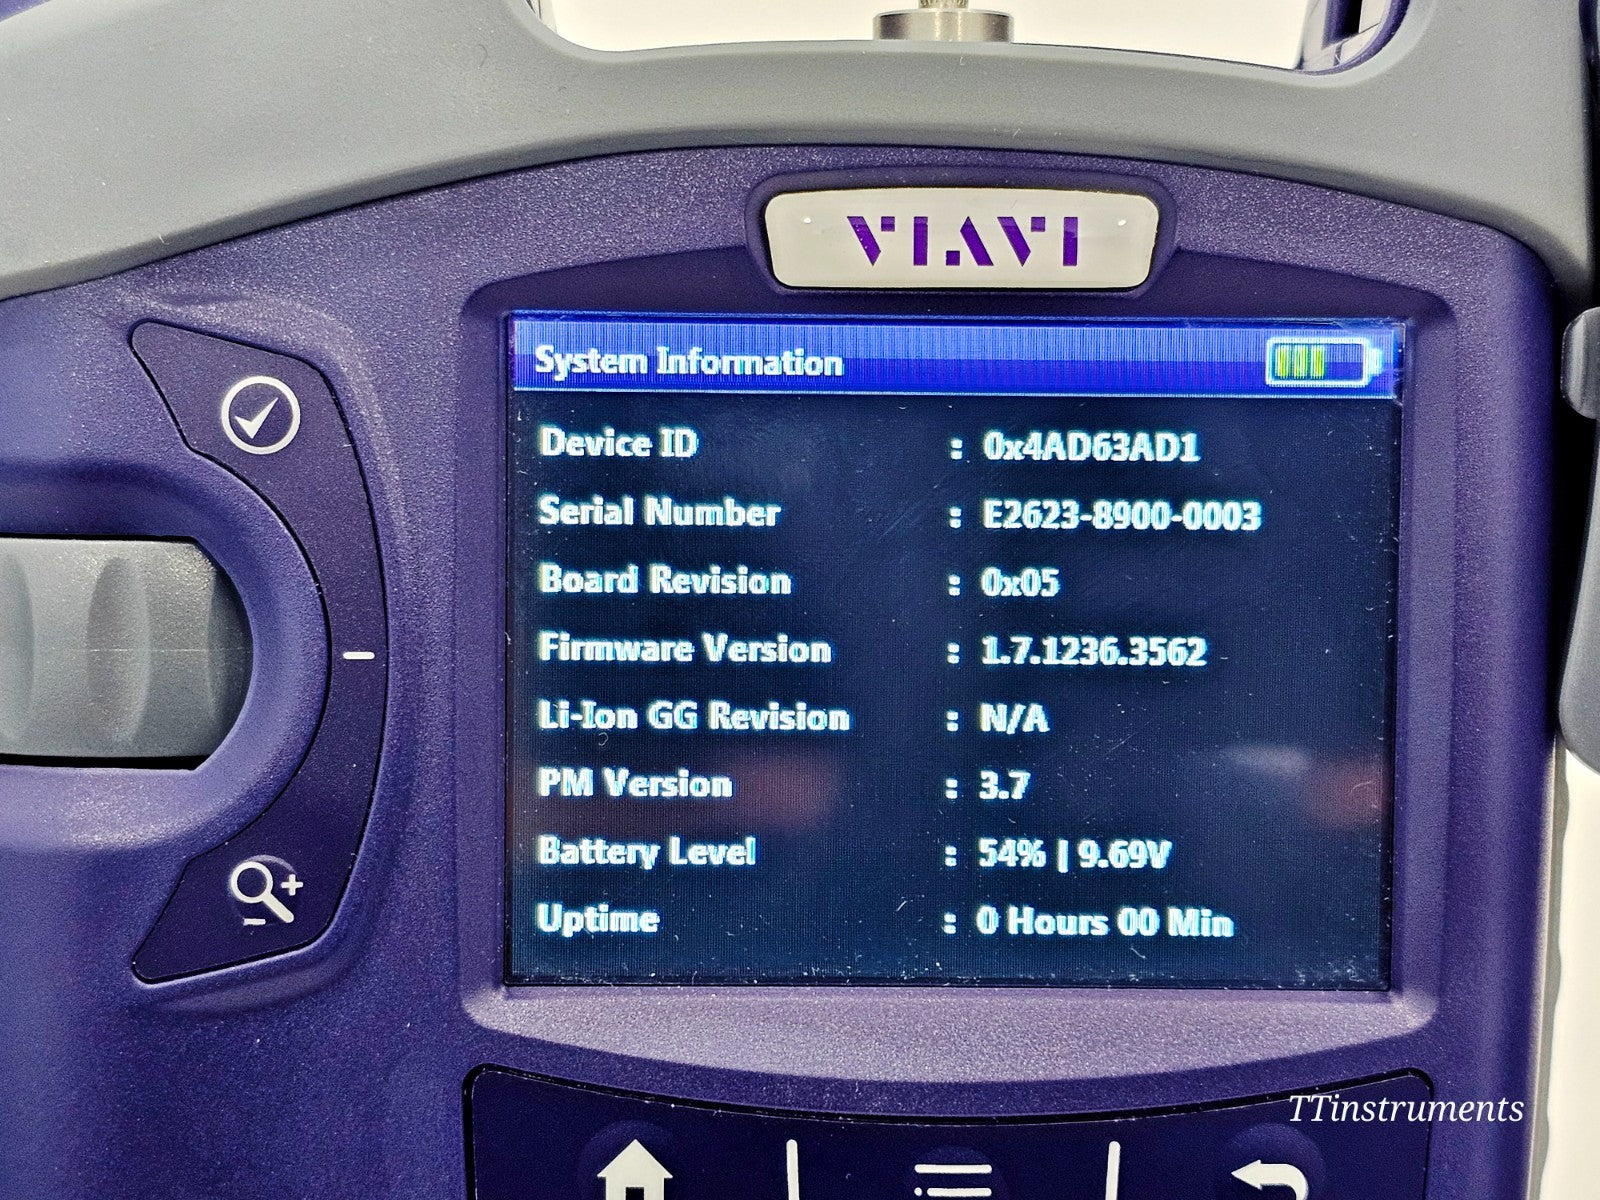 VIAVI
System Information
Device ID : 0x4AD63AD1
Serial Number : E2623-8900-0003
Board Revision : 0x05
Firmware Version : 1.7.1236.3562
Li-Ion GG Revision : N/A
PM Version : 3.7
Battery Level : 54% | 9.69V
Uptime : 0 Hours 00 Min
TTinstruments